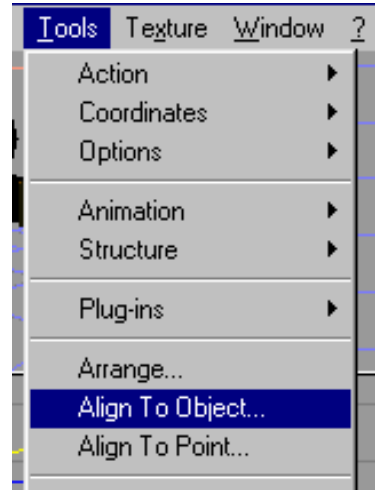 Tools Texture Window ?
Action
Coordinates
Options
Animation
Structure
Plug-ins
Arrange...
Align To Object...
Align To Point...